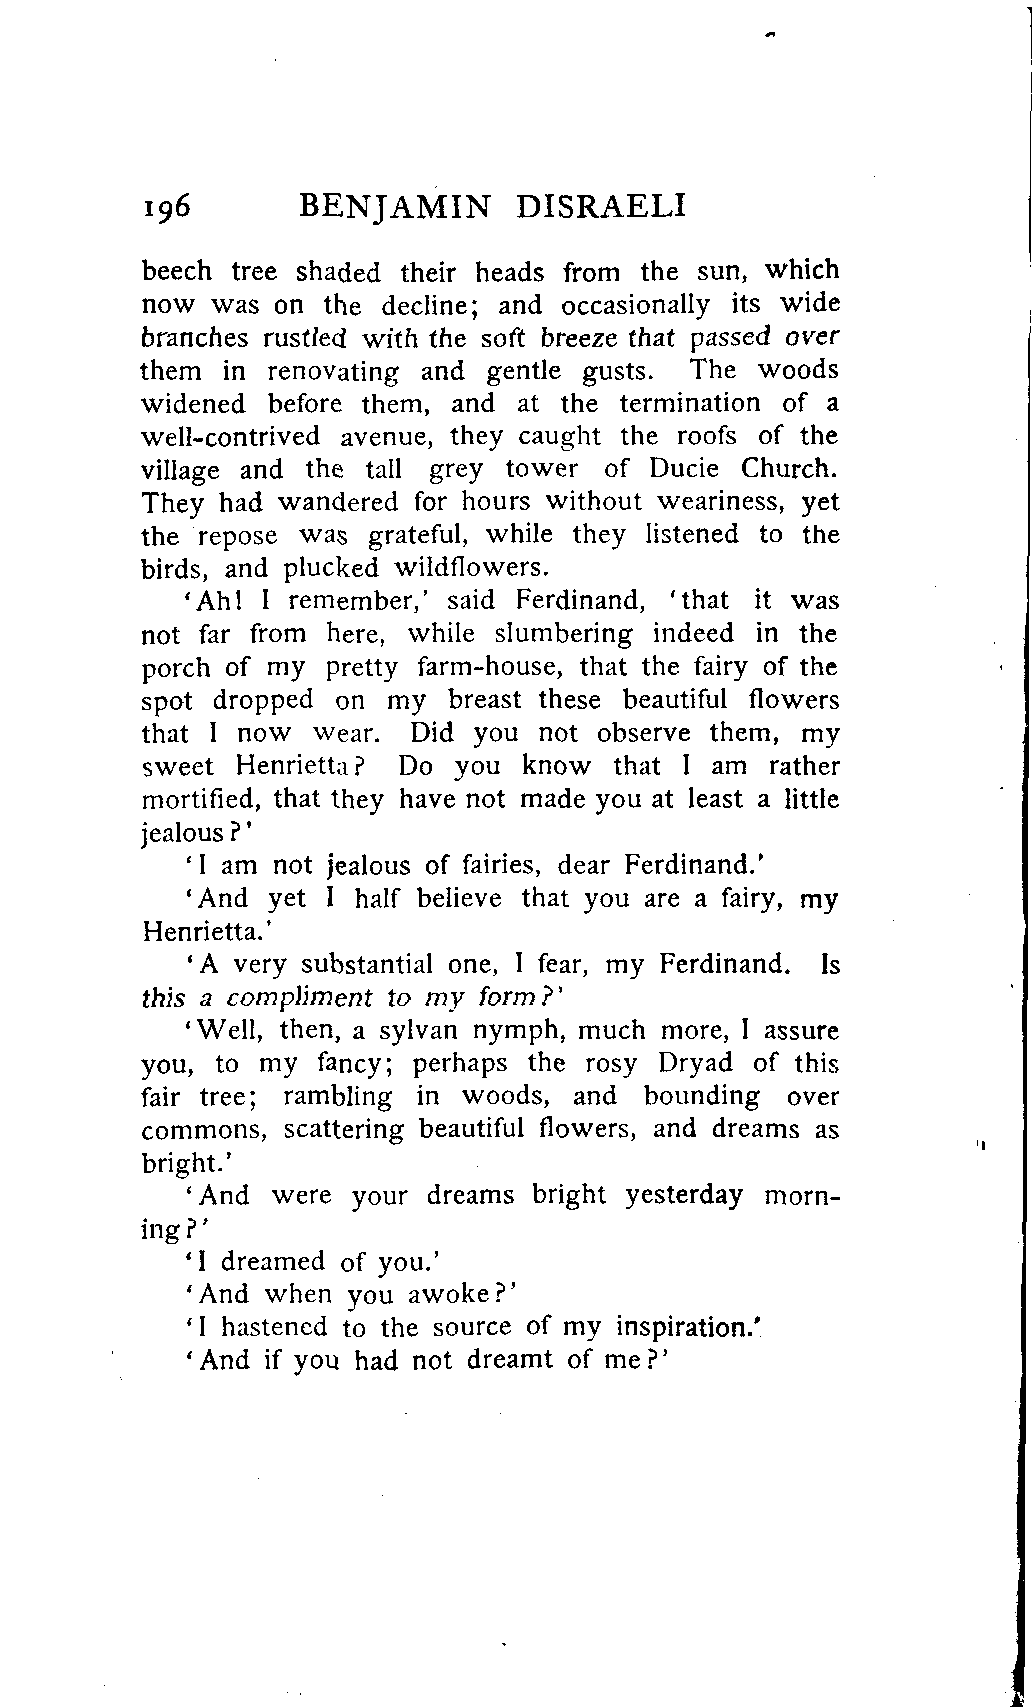 196 BENJAMIN DISRAELI
beech tree shaded their heads from the sun, which
now was on the decline; and occasionally its wide
branches rustled with the soft breeze that passed over
them in renovating and gentle gusts. The woods
widened before them, and at the termination of a
well-contrived avenue, they caught the roofs of the
village and the tall grey tower of Ducie Church.
They had wandered for hours without weariness, yet
the repose was grateful, while they listened to the
birds, and plucked wildflowers.
‘Ah! I remember,’ said Ferdinand, ‘that it was
not far from here, while slumbering indeed in the
porch of my pretty farm-house, that the fairy of the
spot dropped on my breast these beautiful flowers
that I now wear. Did you not observe them, my
sweet Henrietta? Do you know that I am rather
mortified, that they have not made you at least a little
jealous?’
‘I am not jealous of fairies, dear Ferdinand.’
‘And yet I half believe that you are a fairy, my
Henrietta.’
‘A very substantial one, I fear, my Ferdinand. Is
this a compliment to my form?’
‘Well, then, a sylvan nymph, much more, I assure
you, to my fancy; perhaps the rosy Dryad of this
fair tree; rambling in woods, and bounding over
commons, scattering beautiful flowers, and dreams as
bright.’
‘And were your dreams bright yesterday morn-
ing?’
‘I dreamed of you.’
‘And when you awoke?’
‘I hastened to the source of my inspiration.’
‘And if you had not dreamt of me?’